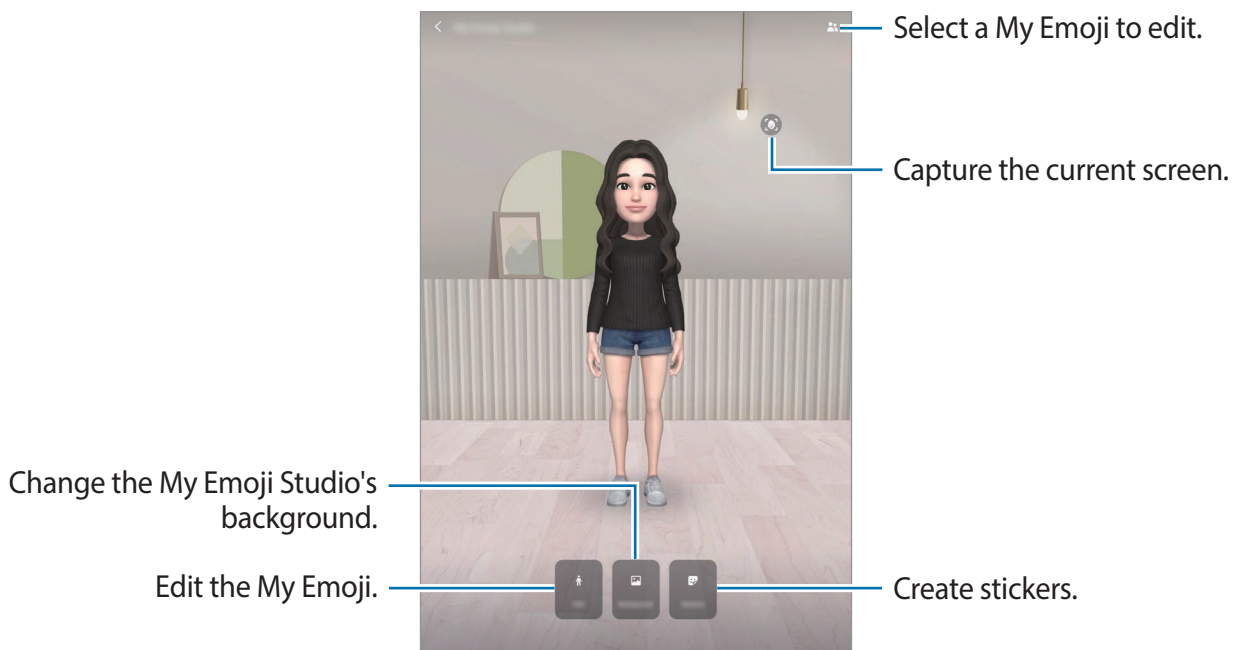 Select a My Emoji to edit.
Capture the current screen.
Change the My Emoji Studio's
background.
Edit the My Emoji.
Create stickers.